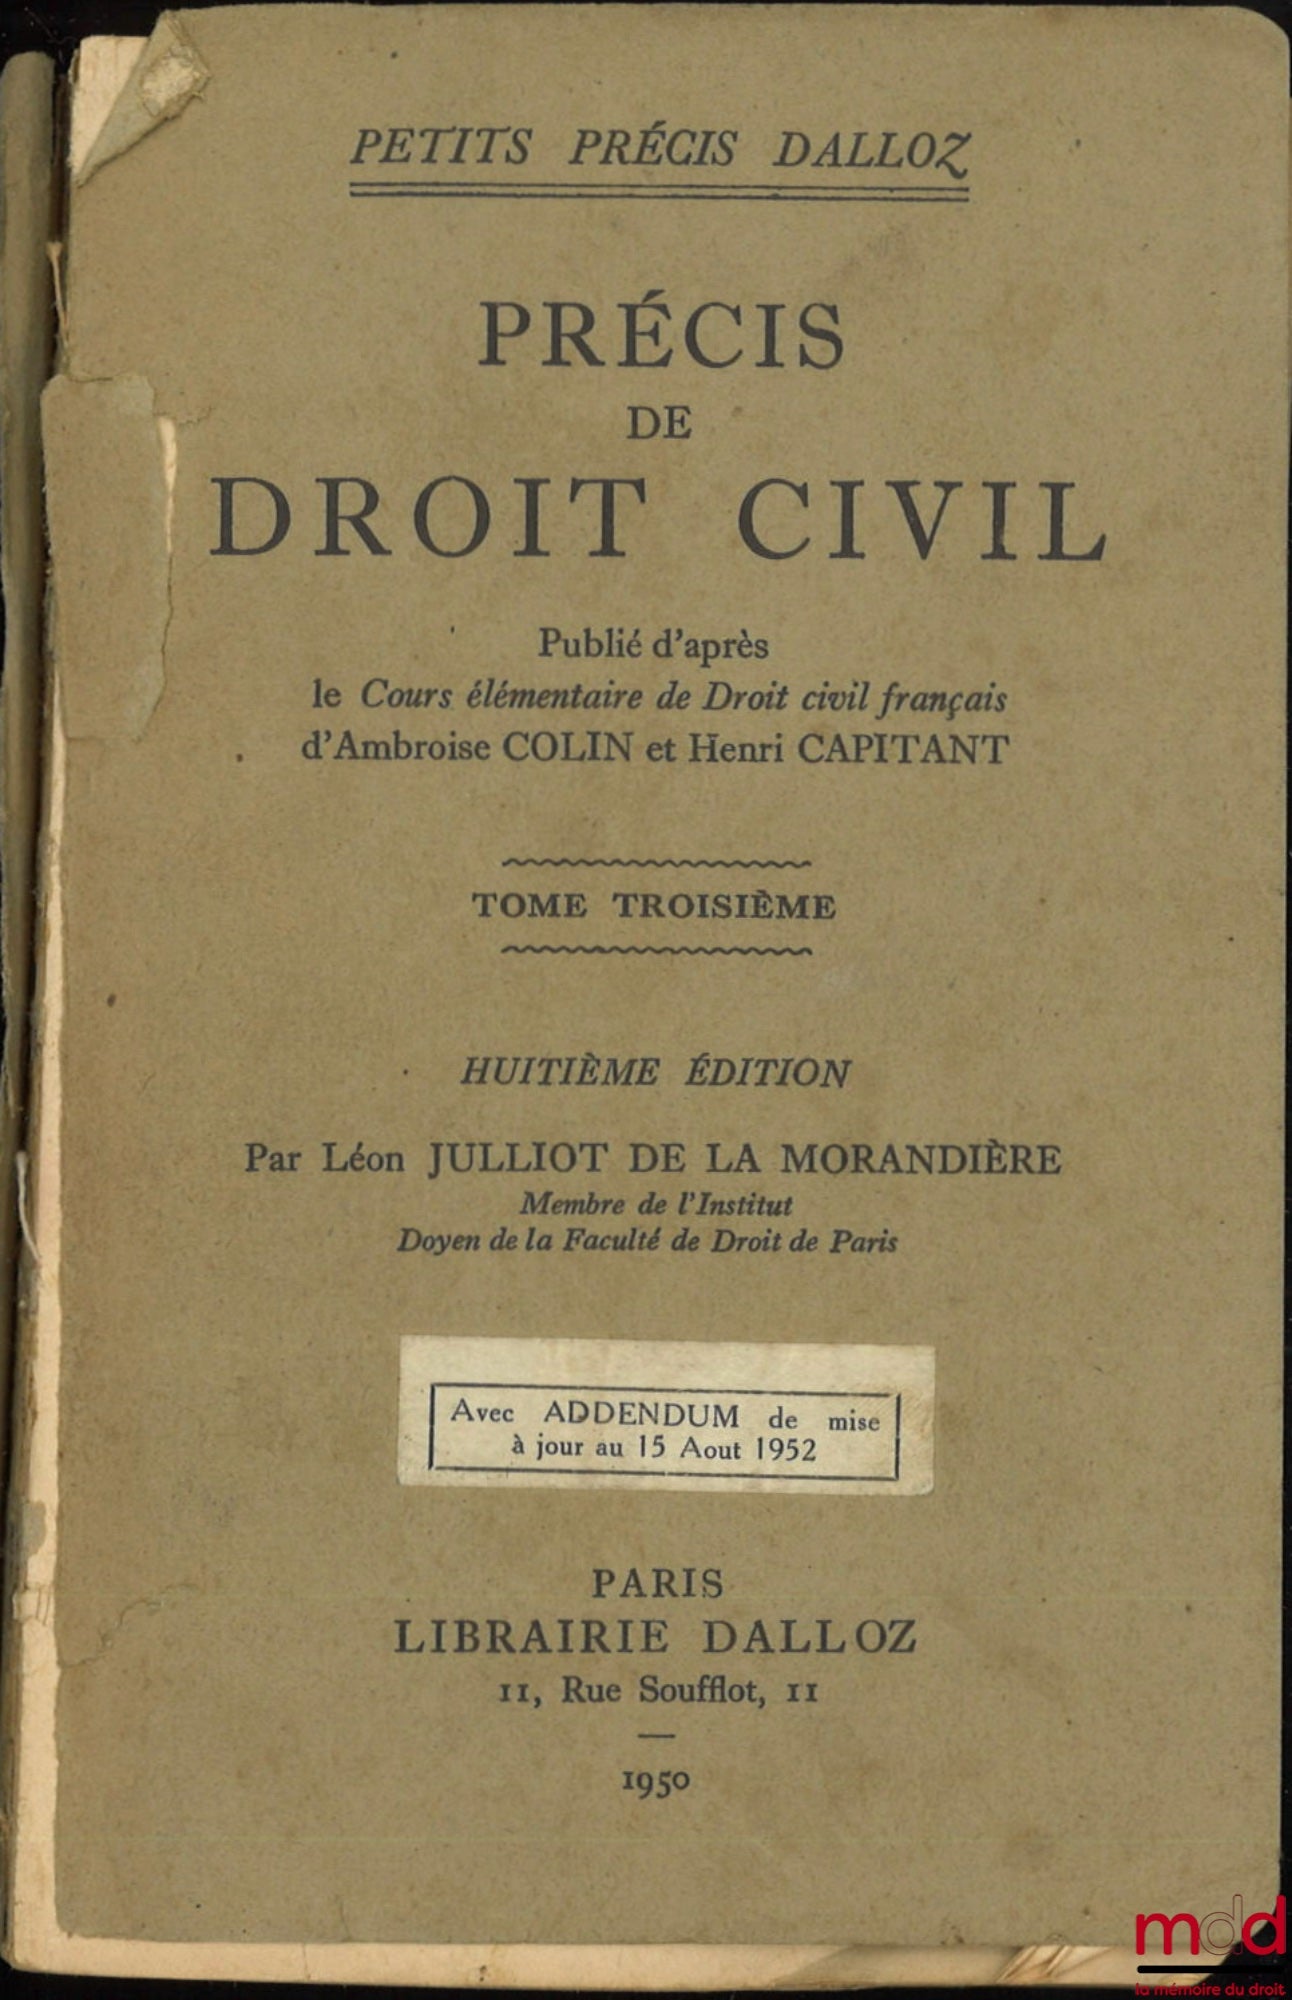 PETITS PRÉCIS DALLOZ
PRÉCIS
DE
DROIT CIVIL
Publié d'après
le Cours élémentaire de Droit civil français
d'Ambroise COLIN et Henri CAPITANT
TOME TROISIÈME
HUITIÈME ÉDITION
Par Léon JULLIOT DE LA MORANDIÈRE
Membre de l'Institut
Doyen de la Faculté de Droit de Paris
Avec ADDENDUM de mise
à jour au 15 Aout 1952
PARIS
LIBRAIRIE DALLOZ
11, Rue Soufflot, 11
1950
mdd
la mémoire du droit